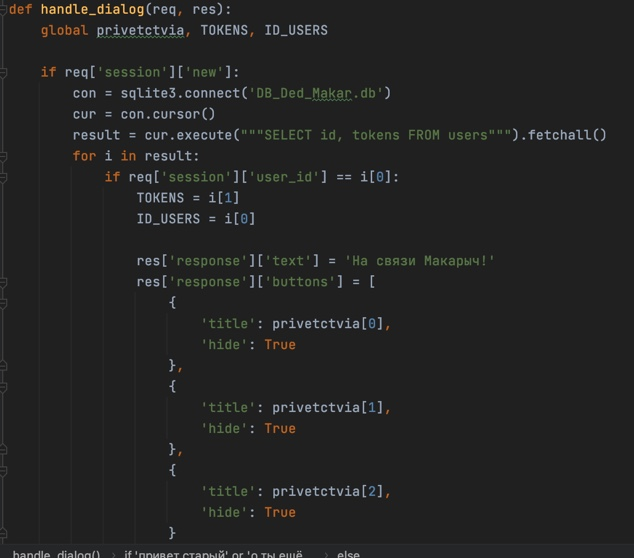 def handle_dialog(req, res):
    global privetctvia, TOKENS, ID_USERS

    if req['session']['new']:
        con = sqlite3.connect('DB_Ded_Makar.db')
        cur = con.cursor()
        result = cur.execute("""SELECT id, tokens FROM users""").fetchall()
        for i in result:
            if req['session']['user_id'] == i[0]:
                TOKENS = i[1]
                ID_USERS = i[0]

                res['response']['text'] = 'На связи Макарыч!'
                res['response']['buttons'] = [
                    {
                        'title': privetctvia[0],
                        'hide': True
                    },
                    {
                        'title': privetctvia[1],
                        'hide': True
                    },
                    {
                        'title': privetctvia[2],
                        'hide': True
                    }
handle_dialog() › if 'привет старый' or 'о ты ещё... › else